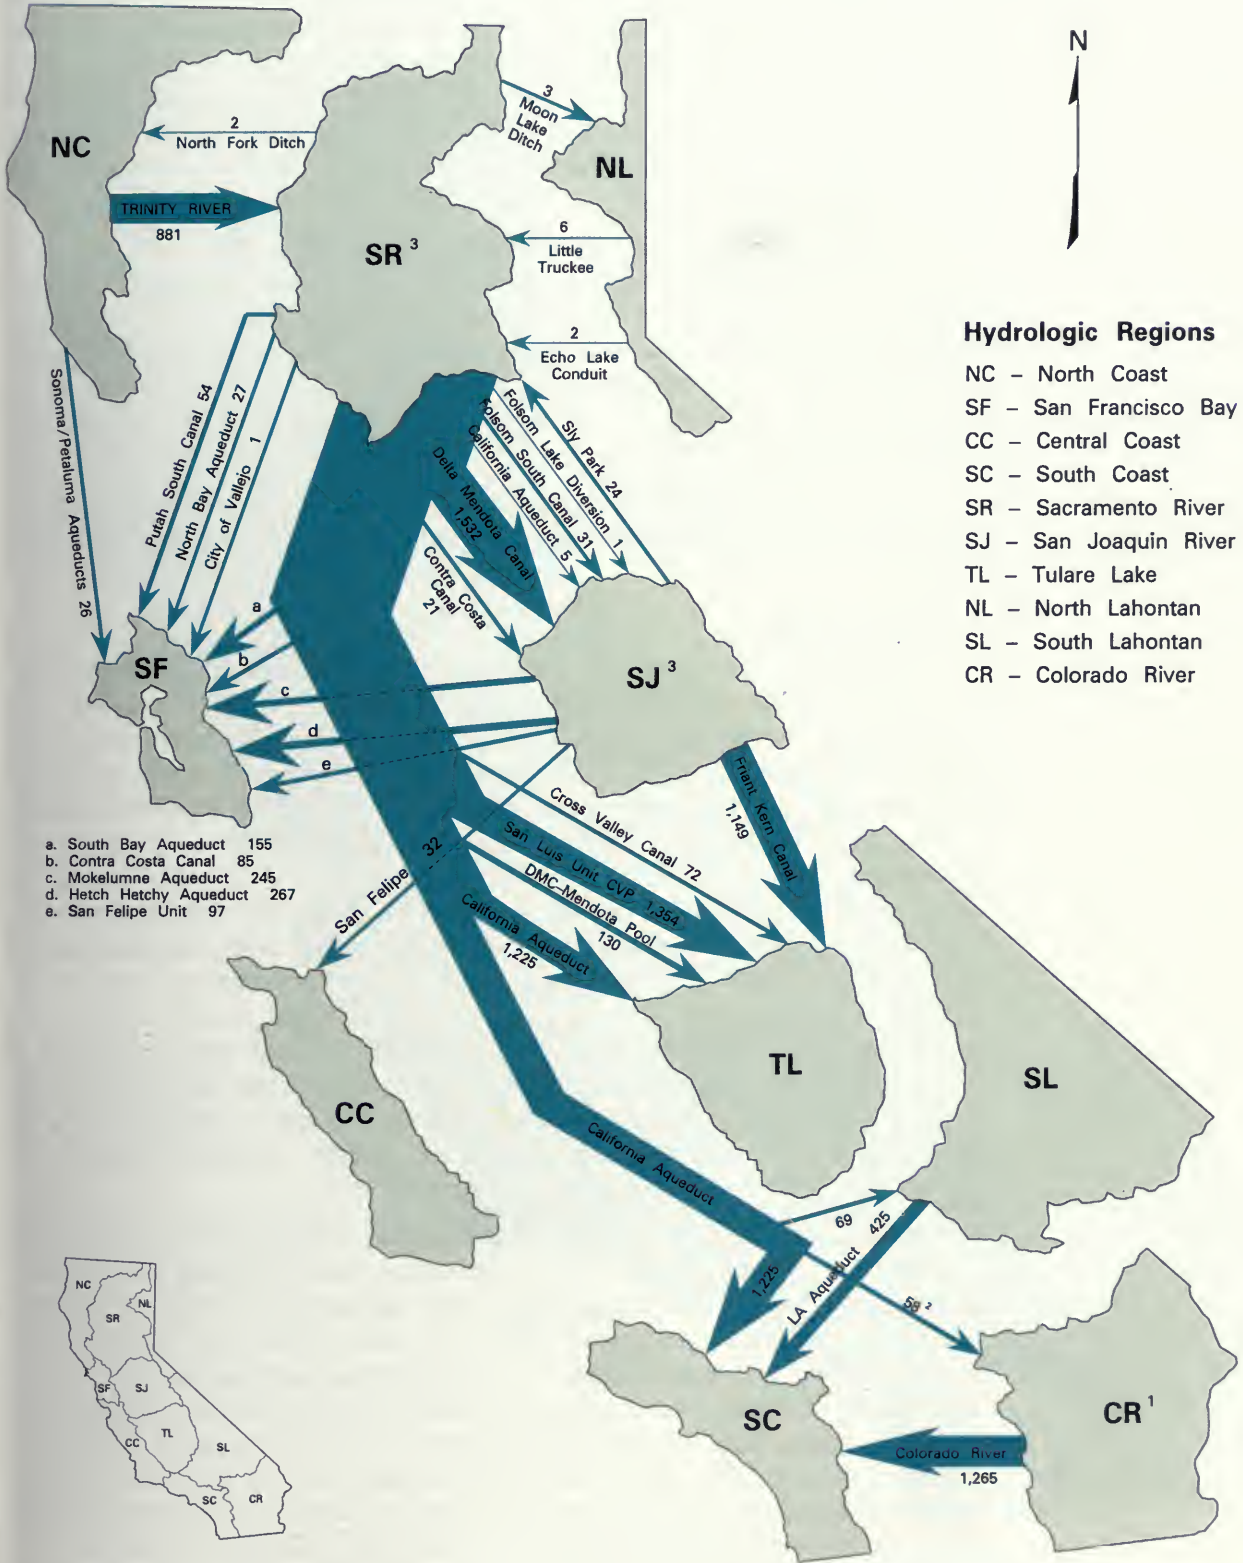 N
NC
2
North Fork Ditch
3
Moon
Lake
Ditch
NL
TRINITY RIVER
881
SR 3
6
Little
Truckee
2
Echo Lake
Conduit
Hydrologic Regions
NC – North Coast
SF – San Francisco Bay
CC – Central Coast
SC – South Coast
SR – Sacramento River
SJ – San Joaquin River
TL – Tulare Lake
NL – North Lahontan
SL – South Lahontan
CR – Colorado River
Sonoma/Petaluma Aqueducts 26
Putah South Canal 54
North Bay Aqueduct 27
City of Vallejo 1
Delta Mendota Canal
1,532
Contra Costa
Canal
21
California Aqueduct 5
Folsom South Canal 31
Folsom Lake Diversion 1
Sly Park 24
SF
a
b
c
d
e
SJ 3
a. South Bay Aqueduct 155
b. Contra Costa Canal 85
c. Mokelumne Aqueduct 245
d. Hetch Hetchy Aqueduct 267
e. San Felipe Unit 97
San Felipe 32
Cross Valley Canal 72
San Luis Unit CVP 1,354
DMC–Mendota Pool
130
California Aqueduct
1,225
Friant Kern Canal
1,149
CC
TL
SL
California Aqueduct
69
425
LA Aqueduct
1,225
58 2
SC
CR 1
Colorado River
1,265
NC
SR
NL
SF
SJ
CC
TL
SL
SC
CR